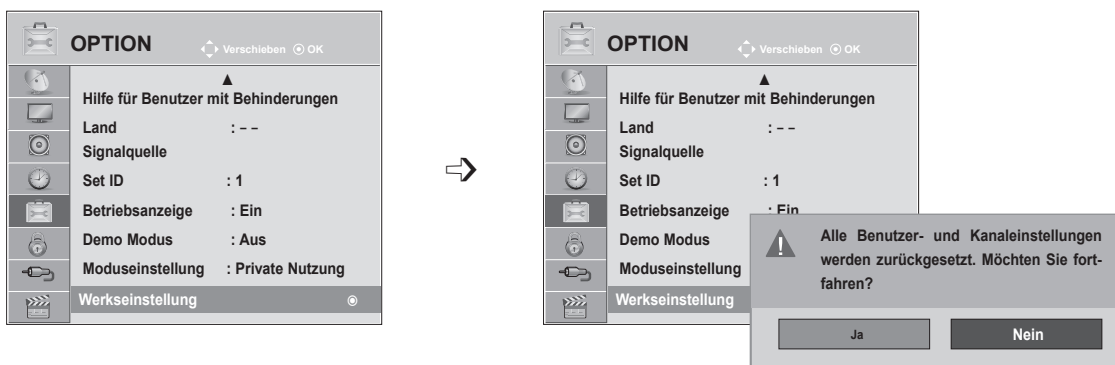 OPTION
Verschieben OK
Hilfe für Benutzer mit Behinderungen
Land : – –
Signalquelle
Set ID : 1
Betriebsanzeige : Ein
Demo Modus : Aus
Moduseinstellung : Private Nutzung
Werkseinstellung
OPTION
Verschieben OK
Hilfe für Benutzer mit Behinderungen
Land : – –
Signalquelle
Set ID : 1
Betriebsanzeige : Ein
Demo Modus
Moduseinstellung
Werkseinstellung
Alle Benutzer- und Kanaleinstellungen
werden zurückgesetzt. Möchten Sie fort-
fahren?
Ja Nein